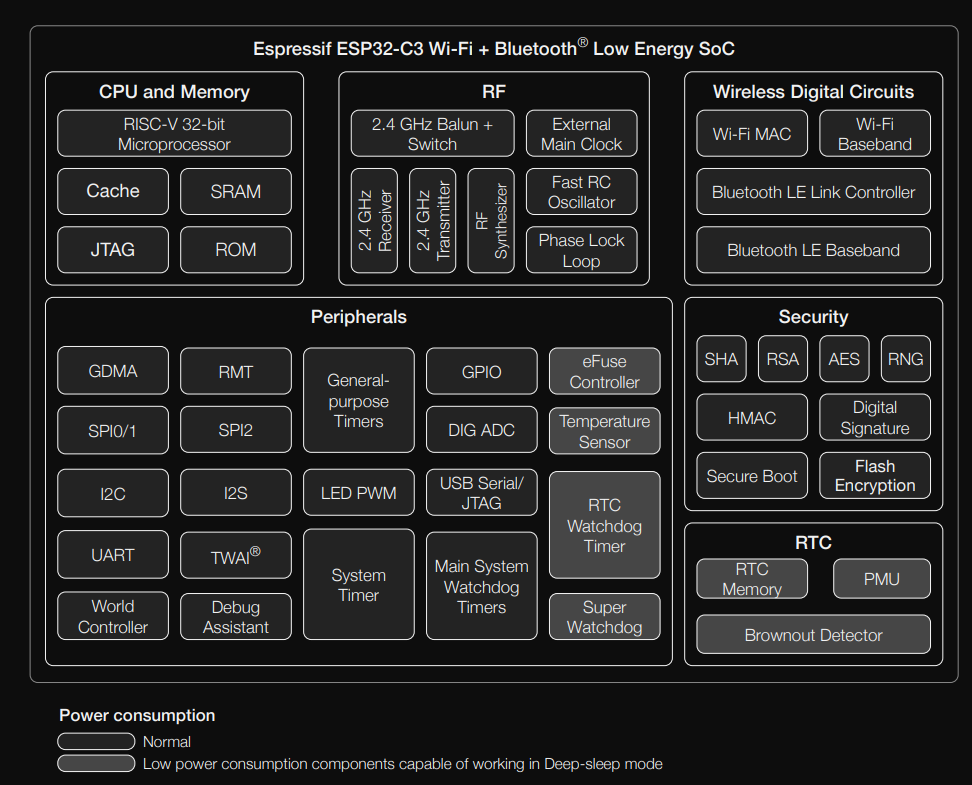 Espressif ESP32-C3 Wi-Fi + Bluetooth® Low Energy SoC
CPU and Memory
RISC-V 32-bit
Microprocessor
Cache
SRAM
JTAG
ROM
RF
2.4 GHz Balun +
Switch
External
Main Clock
2.4 GHz
Receiver
2.4 GHz
Transmitter
RF
Synthesizer
Fast RC
Oscillator
Phase Lock
Loop
Wireless Digital Circuits
Wi-Fi MAC
Wi-Fi
Baseband
Bluetooth LE Link Controller
Bluetooth LE Baseband
Peripherals
GDMA
RMT
General-
purpose
Timers
GPIO
eFuse
Controller
SPI0/1
SPI2
DIG ADC
Temperature
Sensor
I2C
I2S
LED PWM
USB Serial/
JTAG
RTC
Watchdog
Timer
UART
TWAI®
System
Timer
Main System
Watchdog
Timers
World
Controller
Debug
Assistant
Super
Watchdog
Security
SHA
RSA
AES
RNG
HMAC
Digital
Signature
Secure Boot
Flash
Encryption
RTC
RTC
Memory
PMU
Brownout Detector
Power consumption
Normal
Low power consumption components capable of working in Deep-sleep mode